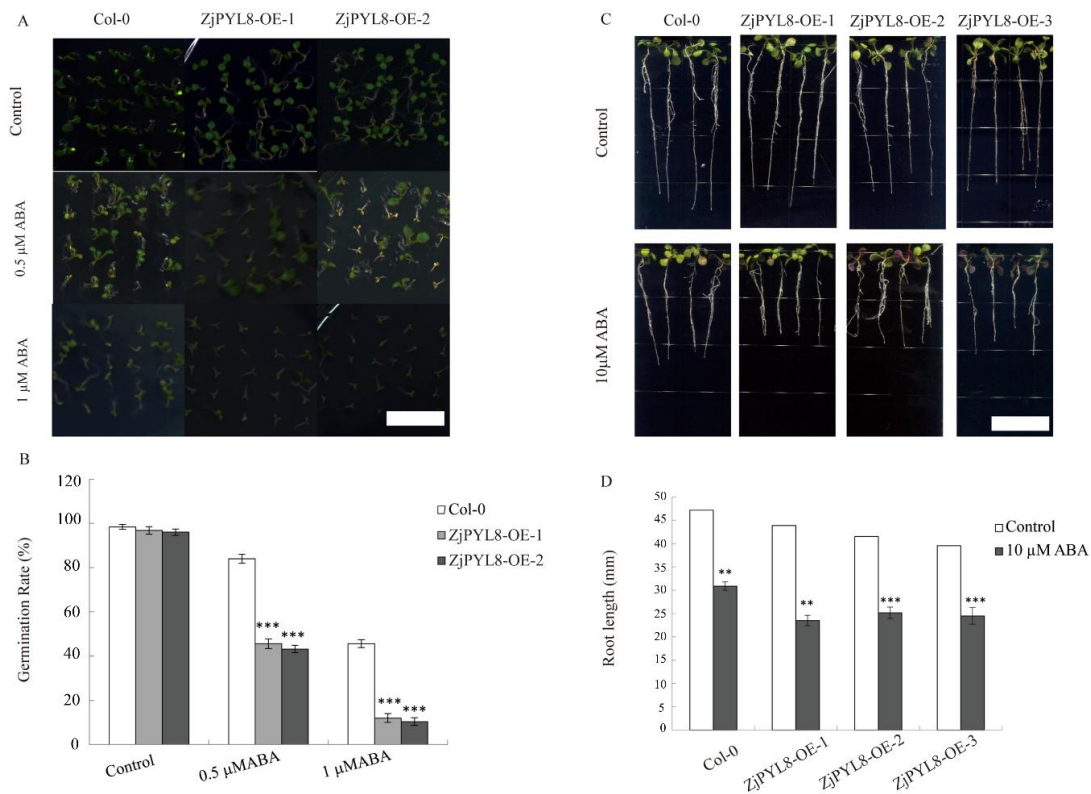 A
Col-0 ZjPYL8-OE-1 ZjPYL8-OE-2
Control
0.5 μM ABA
1 μM ABA
B
120
100
80
60
40
20
0
Germination Rate (%)
Col-0
ZjPYL8-OE-1
ZjPYL8-OE-2
*** ***
*** ***
Control 0.5 μMABA 1 μMABA
C
Col-0 ZjPYL8-OE-1 ZjPYL8-OE-2 ZjPYL8-OE-3
Control
10μM ABA
D
50
45
40
35
30
25
20
15
10
5
0
Root length (mm)
Control
10 μM ABA
** ** *** ***
Col-0 ZjPYL8-OE-1 ZjPYL8-OE-2 ZjPYL8-OE-3